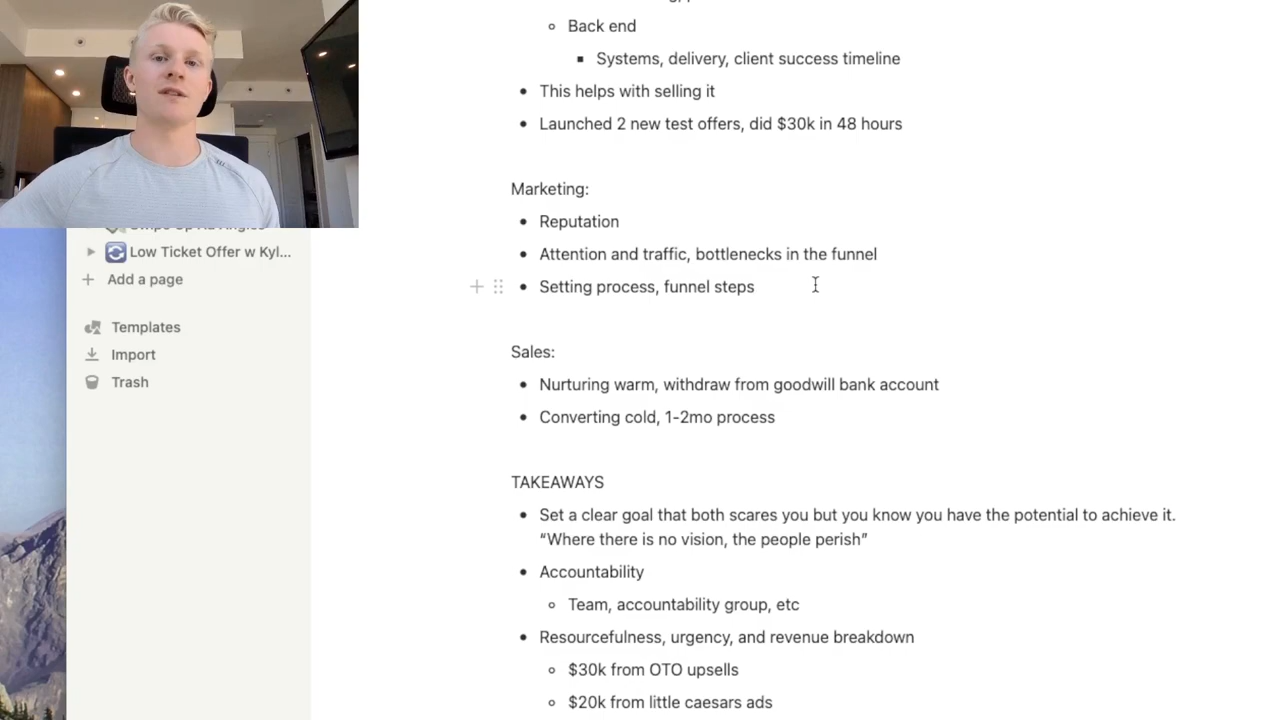 Back end
Systems, delivery, client success timeline
This helps with selling it
Launched 2 new test offers, did $30k in 48 hours
Marketing:
Reputation
Attention and traffic, bottlenecks in the funnel
Setting process, funnel steps
Sales:
Nurturing warm, withdraw from goodwill bank account
Converting cold, 1-2mo process
TAKEAWAYS
Set a clear goal that both scares you but you know you have the potential to achieve it.
“Where there is no vision, the people perish”
Accountability
Team, accountability group, etc
Resourcefulness, urgency, and revenue breakdown
$30k from OTO upsells
$20k from little caesars ads
Low Ticket Offer w Kyl...
Add a page
Templates
Import
Trash